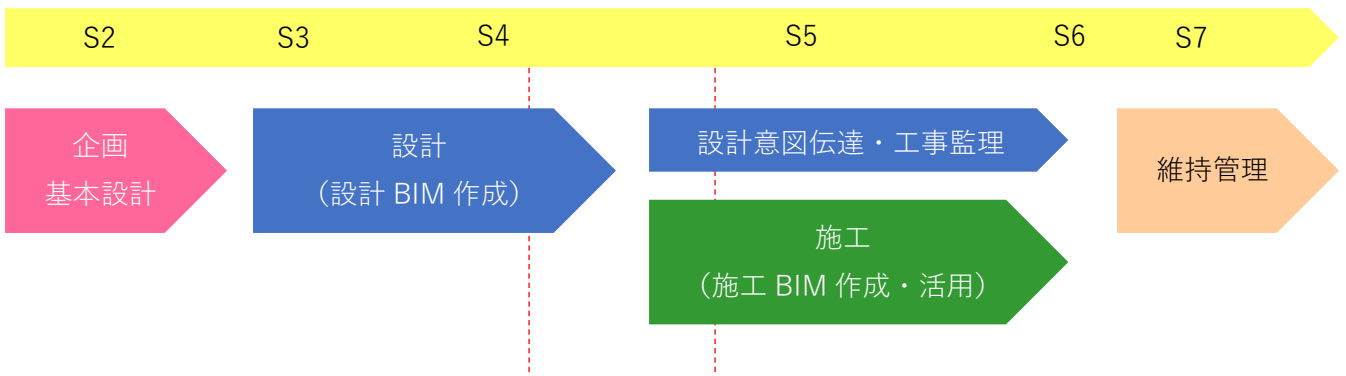 S2 S3 S4 S5 S6 S7
企画
基本設計
設計
（設計 BIM 作成）
設計意図伝達・工事監理
施工
（施工 BIM 作成・活用）
維持管理